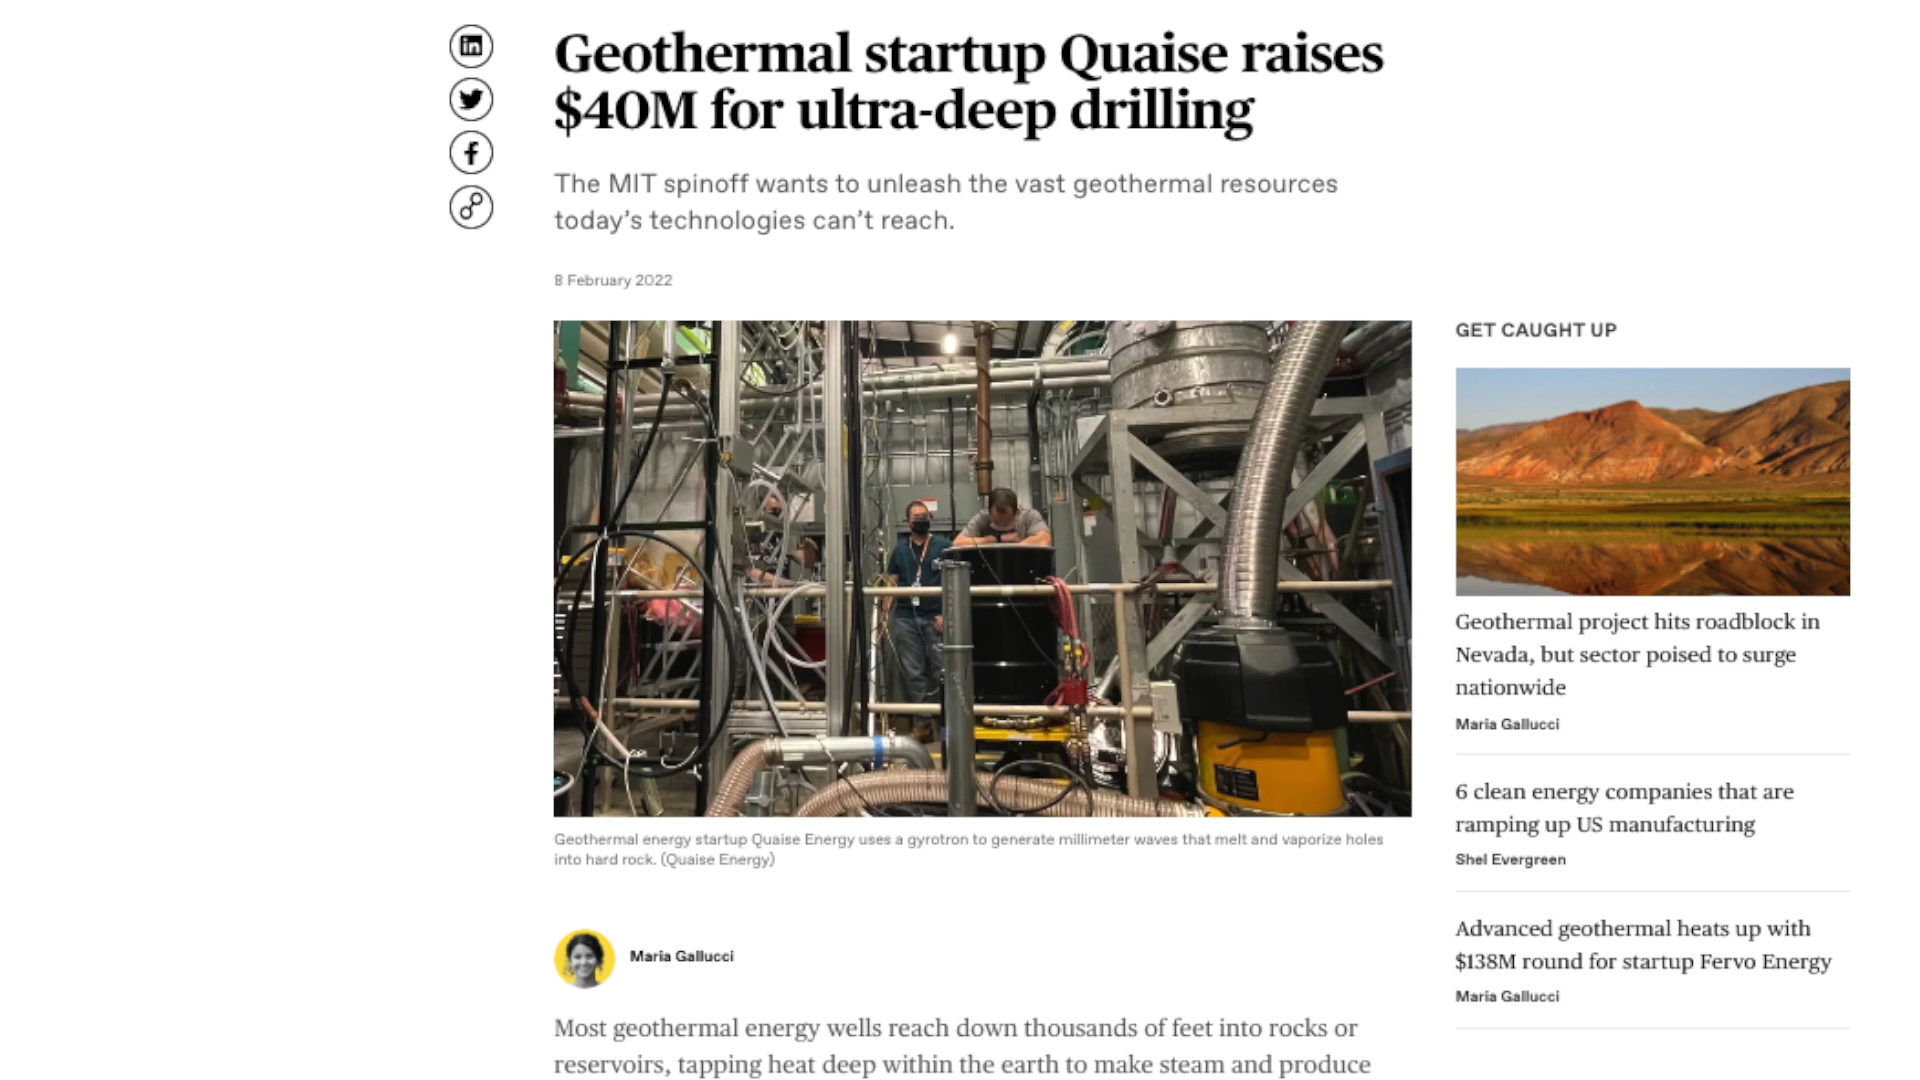 Geothermal startup Quaise raises
$40M for ultra-deep drilling
The MIT spinoff wants to unleash the vast geothermal resources
today’s technologies can’t reach.
8 February 2022
Geothermal energy startup Quaise Energy uses a gyrotron to generate millimeter waves that melt and vaporize holes
into hard rock. (Quaise Energy)
Maria Gallucci
Most geothermal energy wells reach down thousands of feet into rocks or
reservoirs, tapping heat deep within the earth to make steam and produce
GET CAUGHT UP
Geothermal project hits roadblock in
Nevada, but sector poised to surge
nationwide
Maria Gallucci
6 clean energy companies that are
ramping up US manufacturing
Shel Evergreen
Advanced geothermal heats up with
$138M round for startup Fervo Energy
Maria Gallucci